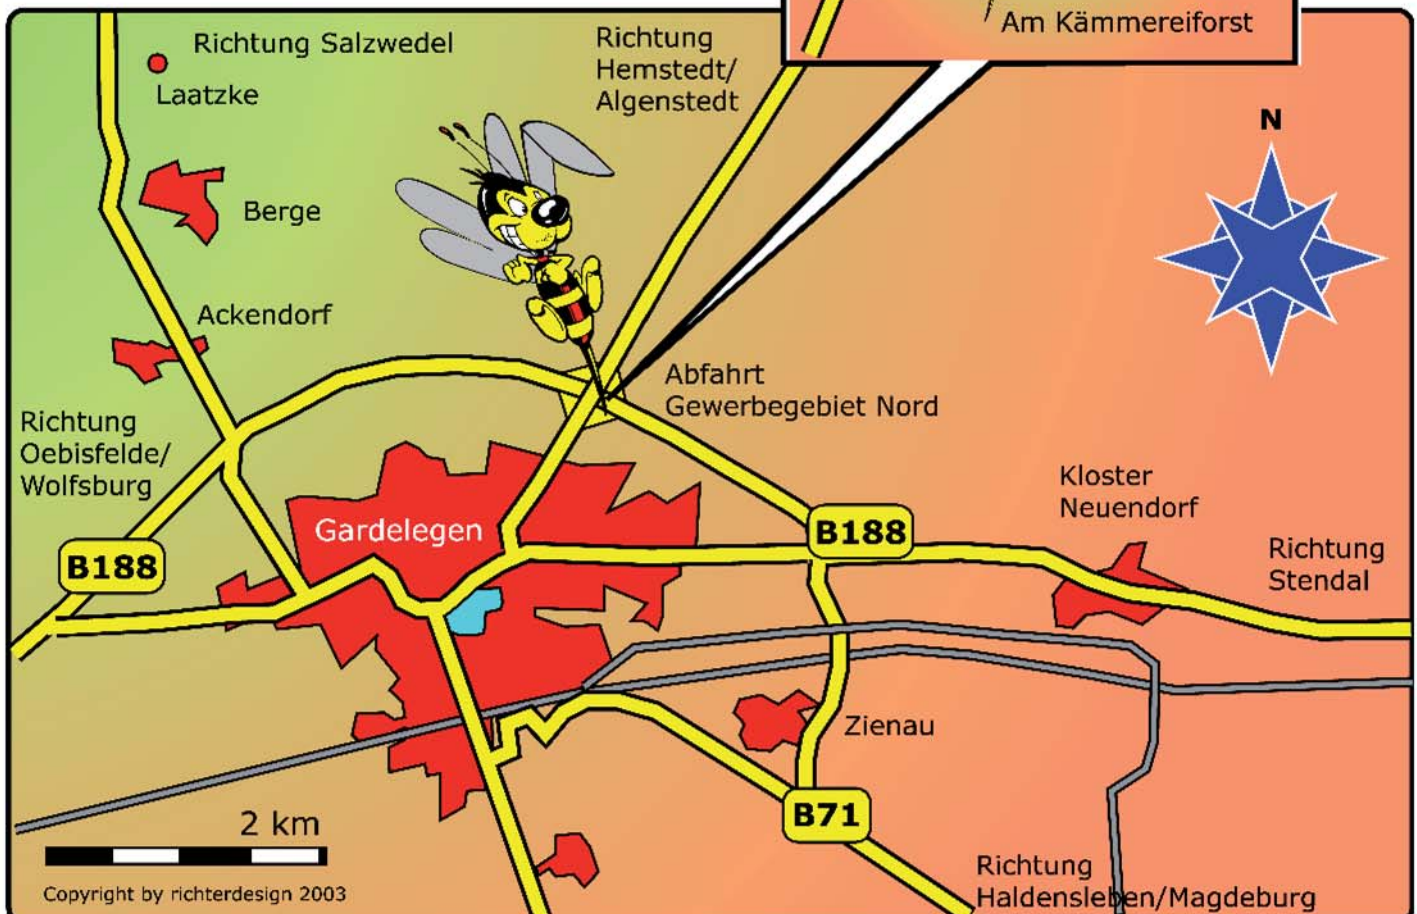 Am Kämmereiforst
Richtung Salzwedel
Laatzke
Richtung
Hemstedt/
Algenstedt
N
Berge
Ackendorf
Abfahrt
Gewerbegebiet Nord
Richtung
Oebisfelde/
Wolfsburg
Kloster
Neuendorf
Gardelegen
B188
B188
Richtung
Stendal
Zienau
B71
2 km
Richtung
Haldensleben/Magdeburg
Copyright by richterdesign 2003